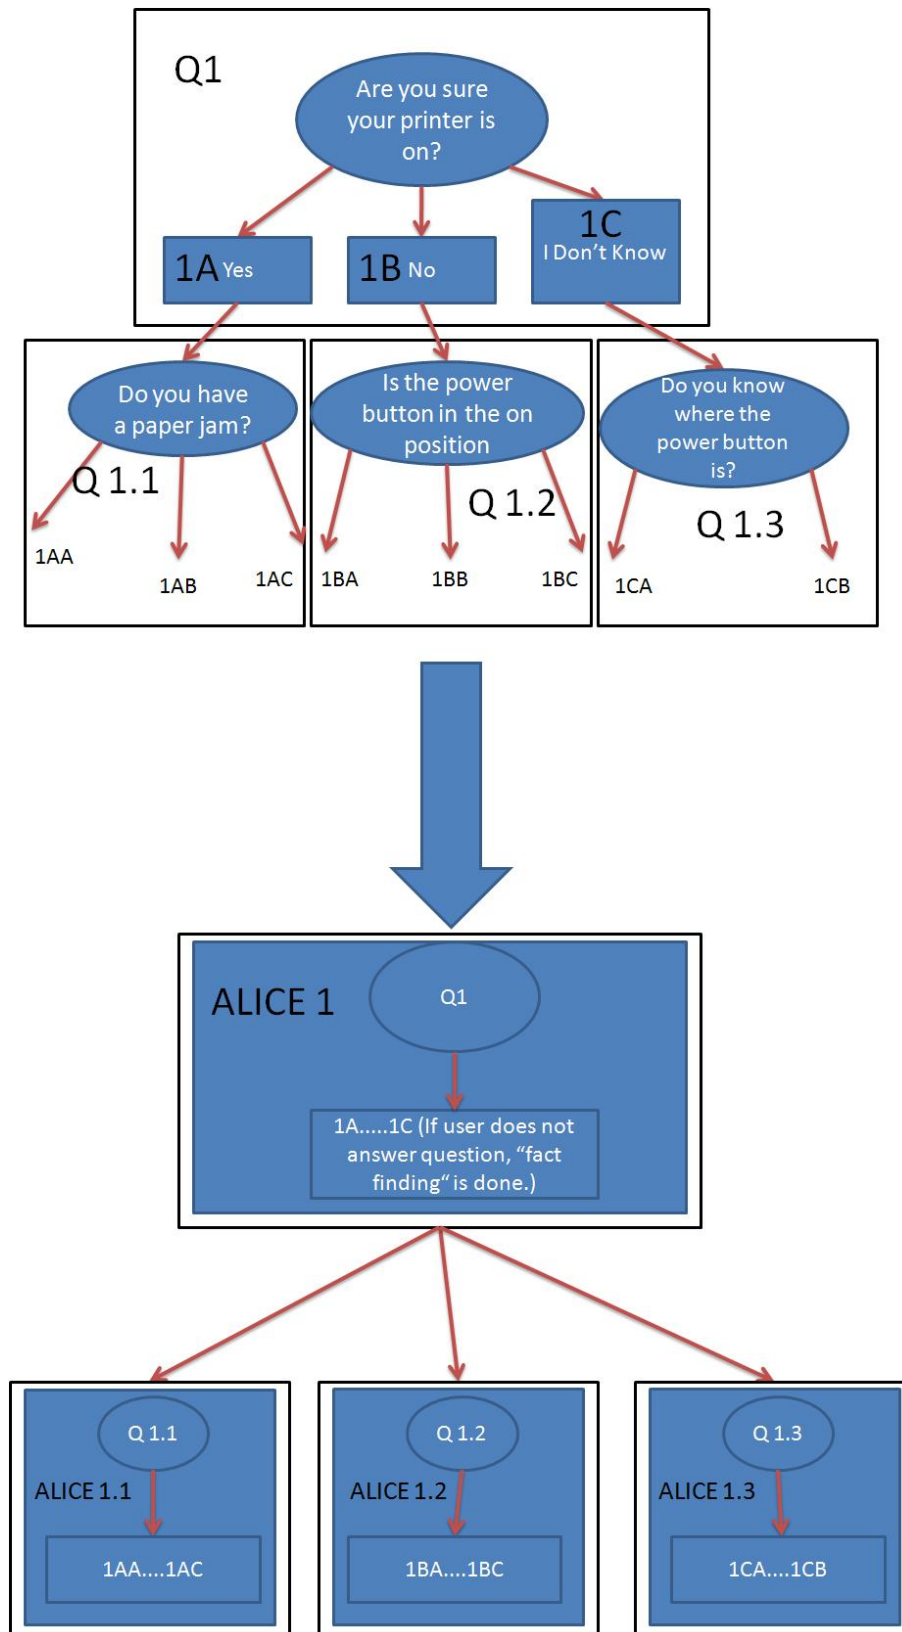 Q1
Are you sure
your printer is
on?
1A Yes
1B No
1C
I Don't Know
Do you have
a paper jam?
Q 1.1
1AA
1AB
1AC
Is the power
button in the on
position
Q 1.2
1BA
1BB
1BC
Do you know
where the
power button
is?
Q 1.3
1CA
1CB
ALICE 1
Q1
1A.....1C (If user does not
answer question, “fact
finding“ is done.)
Q 1.1
ALICE 1.1
1AA....1AC
Q 1.2
ALICE 1.2
1BA....1BC
Q 1.3
ALICE 1.3
1CA....1CB